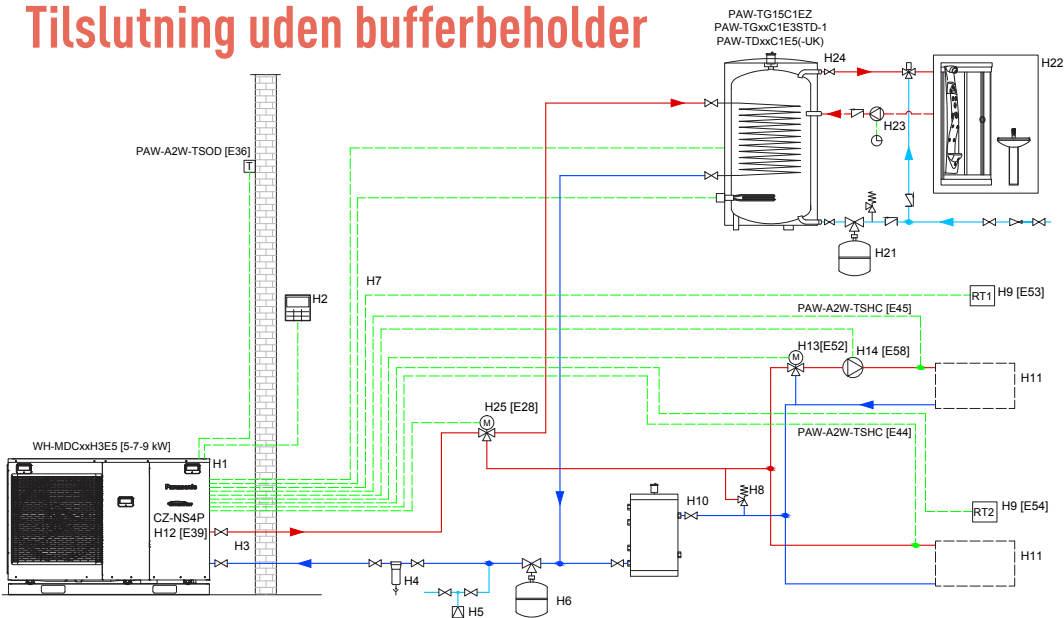 Tilslutning uden bufferbeholder
PAW-TG15C1EZ
PAW-TGxxC1E3STD-1
PAW-TDxxC1E5(-UK)
H24
H22
H23
PAW-A2W-TSOD [E36]
T
H21
H7
H2
RT1
H9 [E53]
PAW-A2W-TSHC [E45]
H13[E52]
M
H14 [E58]
H11
H25 [E28]
M
PAW-A2W-TSHC [E44]
WH-MDCxxH3E5 [5-7-9 kW]
H1
Panasonic
CZ-NS4P
H12 [E39]
H3
H8
H10
RT2
H9 [E54]
H11
H4
H5
H6